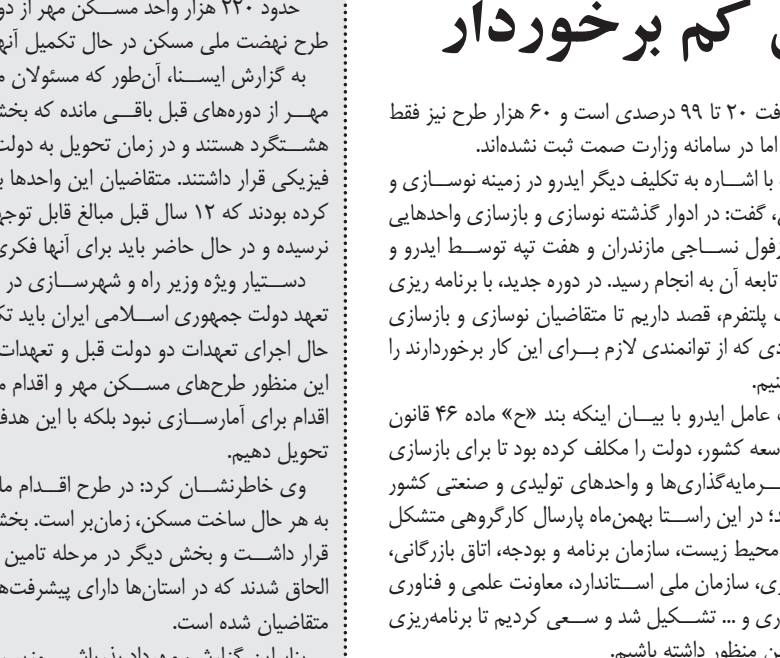 کم برخوردار
فت ۲۰ تا ۹۹ درصدی است و ۶۰ هزار طرح نیز فقط
اما در سامانه وزارت صمت ثبت نشده‌اند.
با اشاره به تکلیف دیگر ایدرو در زمینه نوسازی و
گفت: در ادوار گذشته نوسازی و بازسازی واحدهایی
زفول نساجی مازندران و هفت تپه توسط ایدرو و
تابعه آن به انجام رسید. در دوره جدید، با برنامه ریزی
پلتفرم، قصد داریم تا متقاضیان نوسازی و بازسازی
دی که از توانمندی لازم برای این کار برخوردارند را
نیم.
عامل ایدرو با بیان اینکه بند «ح» ماده ۴۶ قانون
سعه کشور، دولت را مکلف کرده بود تا برای بازسازی
سرمایه‌گذاری‌ها و واحدهای تولیدی و صنعتی کشور
د؛ در این راستا بهمن‌ماه پارسال کارگروهی متشکل
محیط زیست، سازمان برنامه و بودجه، اتاق بازرگانی،
ری، سازمان ملی استاندارد، معاونت علمی و فناوری
ری و ... تشکیل شد و سعی کردیم تا برنامه‌ریزی
ن منظور داشته باشیم.
حدود ۲۲۰ هزار واحد مسکن مهر از دو
طرح نهضت ملی مسکن در حال تکمیل آنه
به گزارش ایسنا، آن‌طور که مسئولان م
مهر از دوره‌های قبل باقی مانده که بخش
هشتگرد هستند و در زمان تحویل به دولت
فیزیکی قرار داشتند. متقاضیان این واحدها ب
کرده بودند که ۱۲ سال قبل مبالغ قابل توجه
نرسیده و در حال حاضر باید برای آنها فکری
دستیار ویژه وزیر راه و شهرسازی در
تعهد دولت جمهوری اسلامی ایران باید تک
حال اجرای تعهدات دو دولت قبل و تعهدات
این منظور طرح‌های مسکن مهر و اقدام م
اقدام برای آمارسازی نبود بلکه با این هدف
تحویل دهیم.
وی خاطرنشان کرد: در طرح اقدام ما
به هر حال ساخت مسکن، زمان‌بر است. بخش
قرار داشت و بخش دیگر در مرحله تامین
الحاق شدند که در استان‌ها دارای پیشرفت‌ه
متقاضیان شده است.
بنابر این گزارش، مهرداد بذرپاش - وزیر